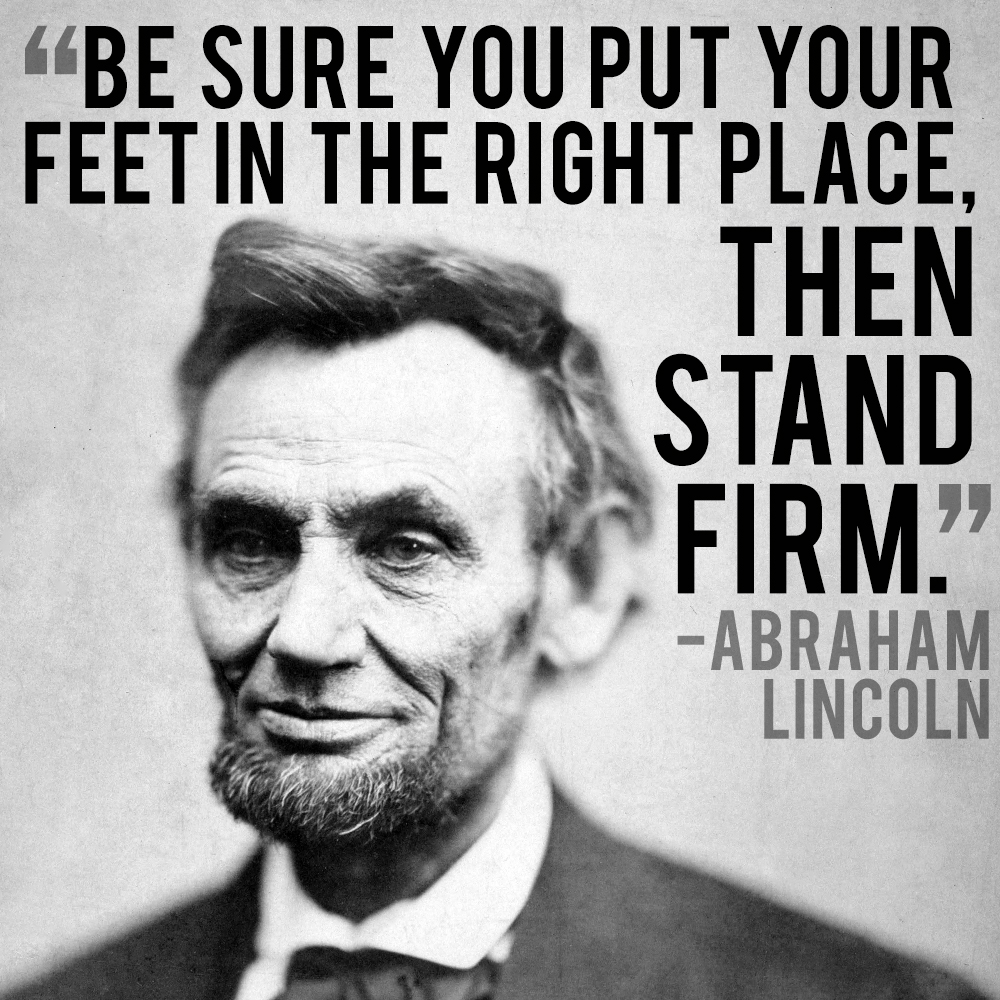 “BE SURE YOU PUT YOUR
FEET IN THE RIGHT PLACE,
THEN
STAND
FIRM.”
-ABRAHAM
LINCOLN